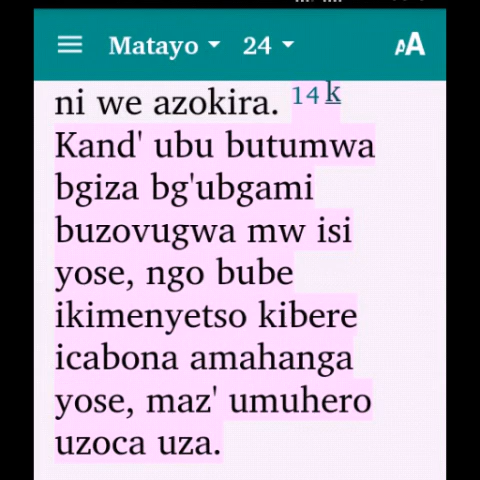 Matayo 24 AA
ni we azokira. 14 k
Kand' ubu butumwa
bgiza bg'ubgami
buzovugwa mw isi
yose, ngo bube
ikimenyetso kibere
icabona amahanga
yose, maz' umuhero
uzoca uza.